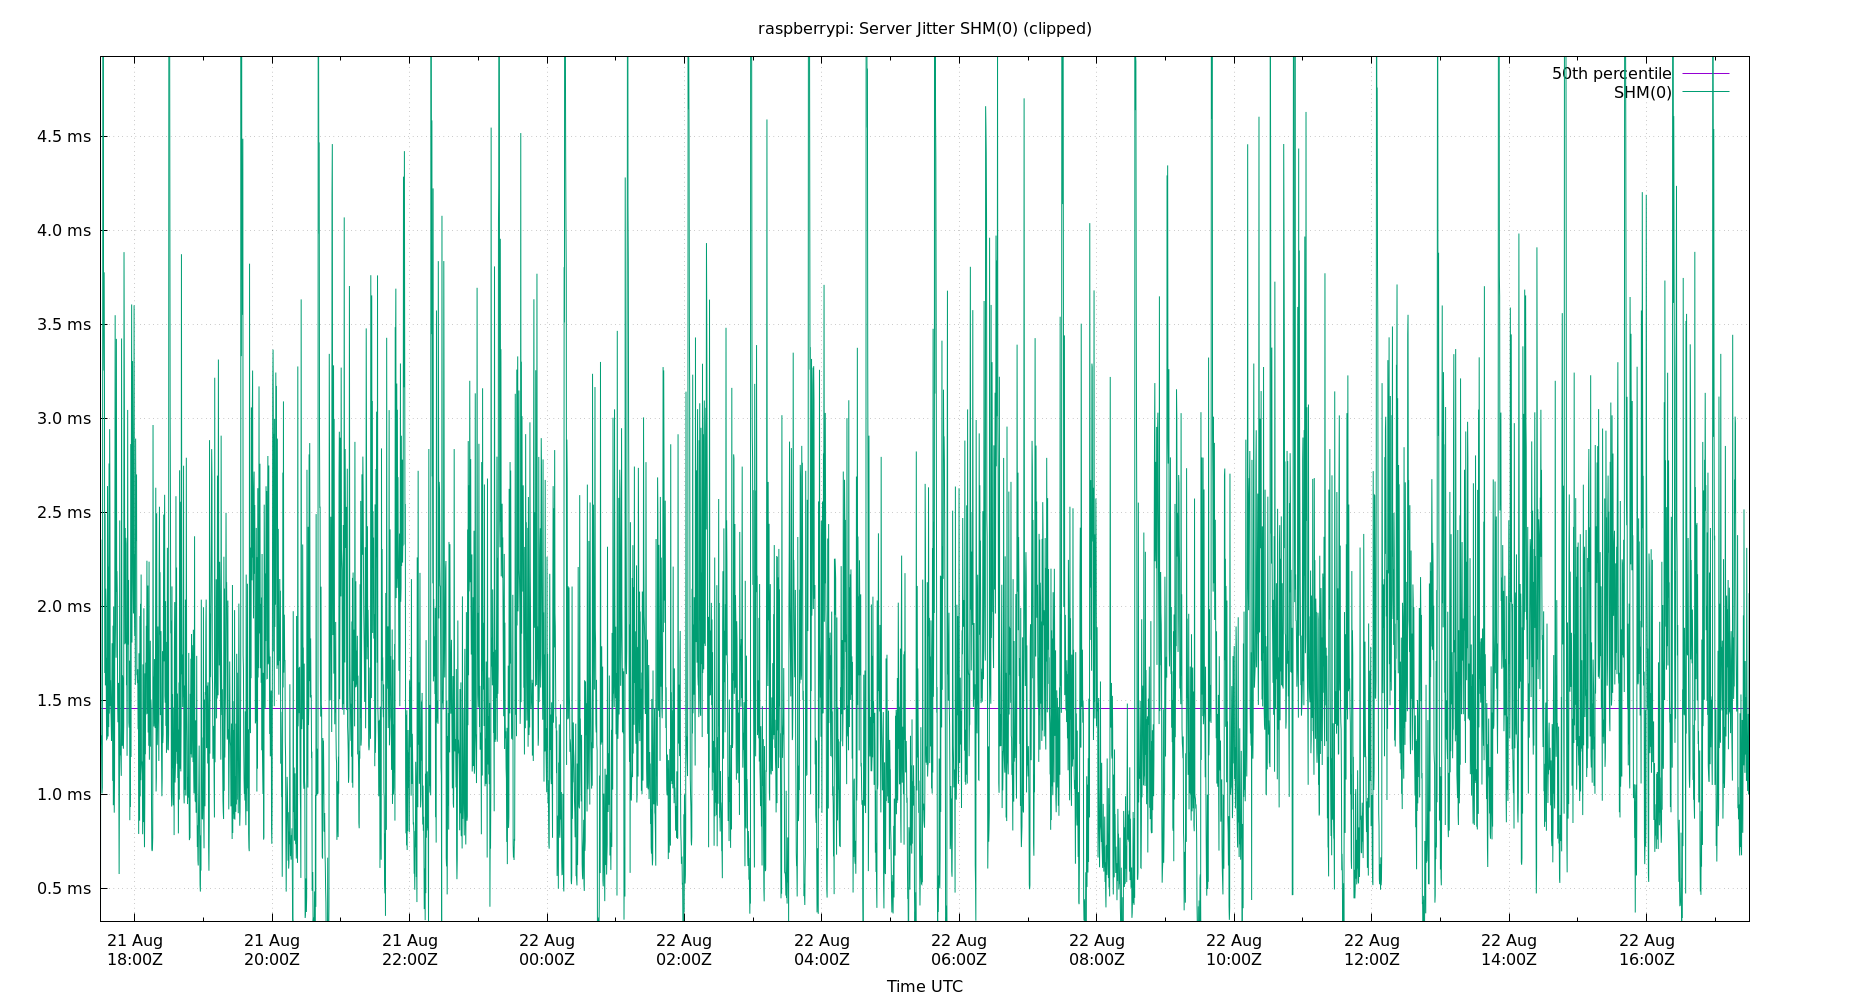 raspberrypi: Server Jitter SHM(0) (clipped)
50th percentile
SHM(0)
4.5 ms
4.0 ms
3.5 ms
3.0 ms
2.5 ms
2.0 ms
1.5 ms
1.0 ms
0.5 ms
21 Aug 21 Aug 21 Aug 22 Aug 22 Aug 22 Aug 22 Aug 22 Aug 22 Aug 22 Aug 22 Aug 22 Aug
18:00Z 20:00Z 22:00Z 00:00Z 02:00Z 04:00Z 06:00Z 08:00Z 10:00Z 12:00Z 14:00Z 16:00Z
Time UTC